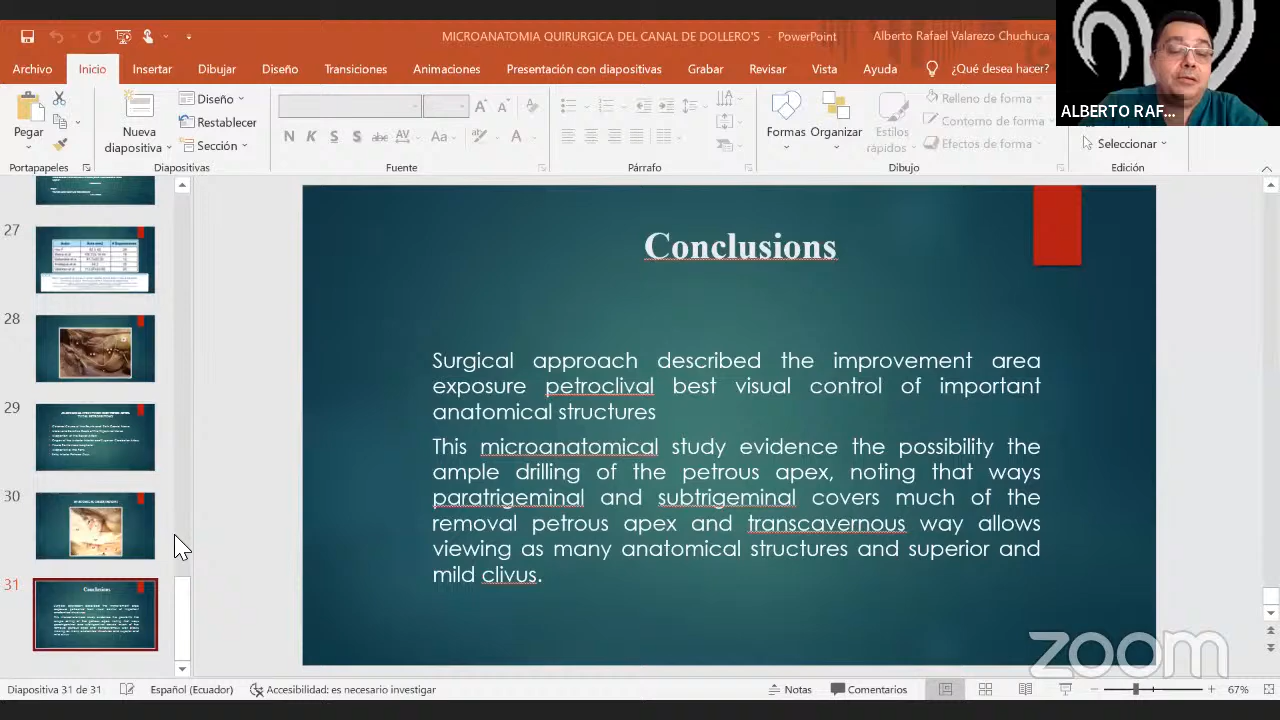 MICROANATOMIA QUIRURGICA DEL CANAL DE DOLLERO'S - PowerPoint
Alberto Rafael Valarezo Chuchuca
Archivo Inicio Insertar Dibujar Diseño Transiciones Animaciones Presentación con diapositivas Grabar Revisar Vista Ayuda ¿Qué desea hacer?
ALBERTO RAF...
Pegar
Nueva diapositiva
Diseño
Restablecer
Sección
N K S S abc AV Aa A
Formas Organizar Estilos rápidos
Relleno de forma
Contorno de forma
Efectos de forma
Seleccionar
Portapapeles Diapositivas Fuente Párrafo Dibujo Edición
27
28
29
30
31
Conclusions
Conclusions
Surgical approach described the improvement area
exposure petroclival best visual control of important
anatomical structures
This microanatomical study evidence the possibility the
ample drilling of the petrous apex, noting that ways
paratrigeminal and subtrigeminal covers much of the
removal petrous apex and transcavernous way allows
viewing as many anatomical structures and superior and
mild clivus.
zoom
Diapositiva 31 de 31 Español (Ecuador) Accesibilidad: es necesario investigar Notas Comentarios 67%